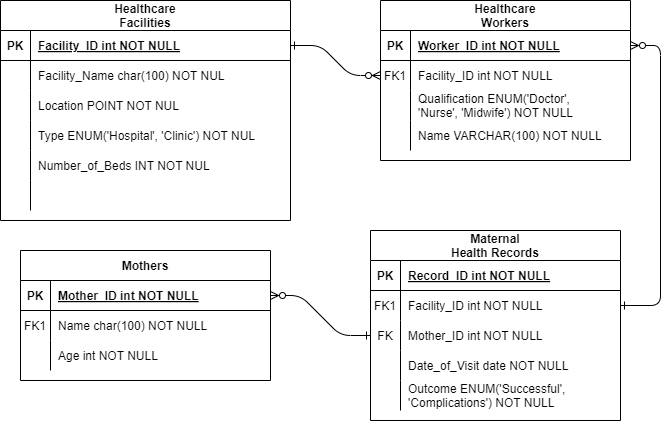 Healthcare
Facilities
PK Facility_ID int NOT NULL
Facility_Name char(100) NOT NUL
Location POINT NOT NUL
Type ENUM('Hospital', 'Clinic') NOT NUL
Number_of_Beds INT NOT NUL
Healthcare
Workers
PK Worker_ID int NOT NULL
FK1 Facility_ID int NOT NULL
Qualification ENUM('Doctor',
'Nurse', 'Midwife') NOT NULL
Name VARCHAR(100) NOT NULL
Mothers
PK Mother_ID int NOT NULL
FK1 Name char(100) NOT NULL
Age int NOT NULL
Maternal
Health Records
PK Record_ID int NOT NULL
FK1 Facility_ID int NOT NULL
FK Mother_ID int NOT NULL
Date_of_Visit date NOT NULL
Outcome ENUM('Successful',
'Complications') NOT NULL